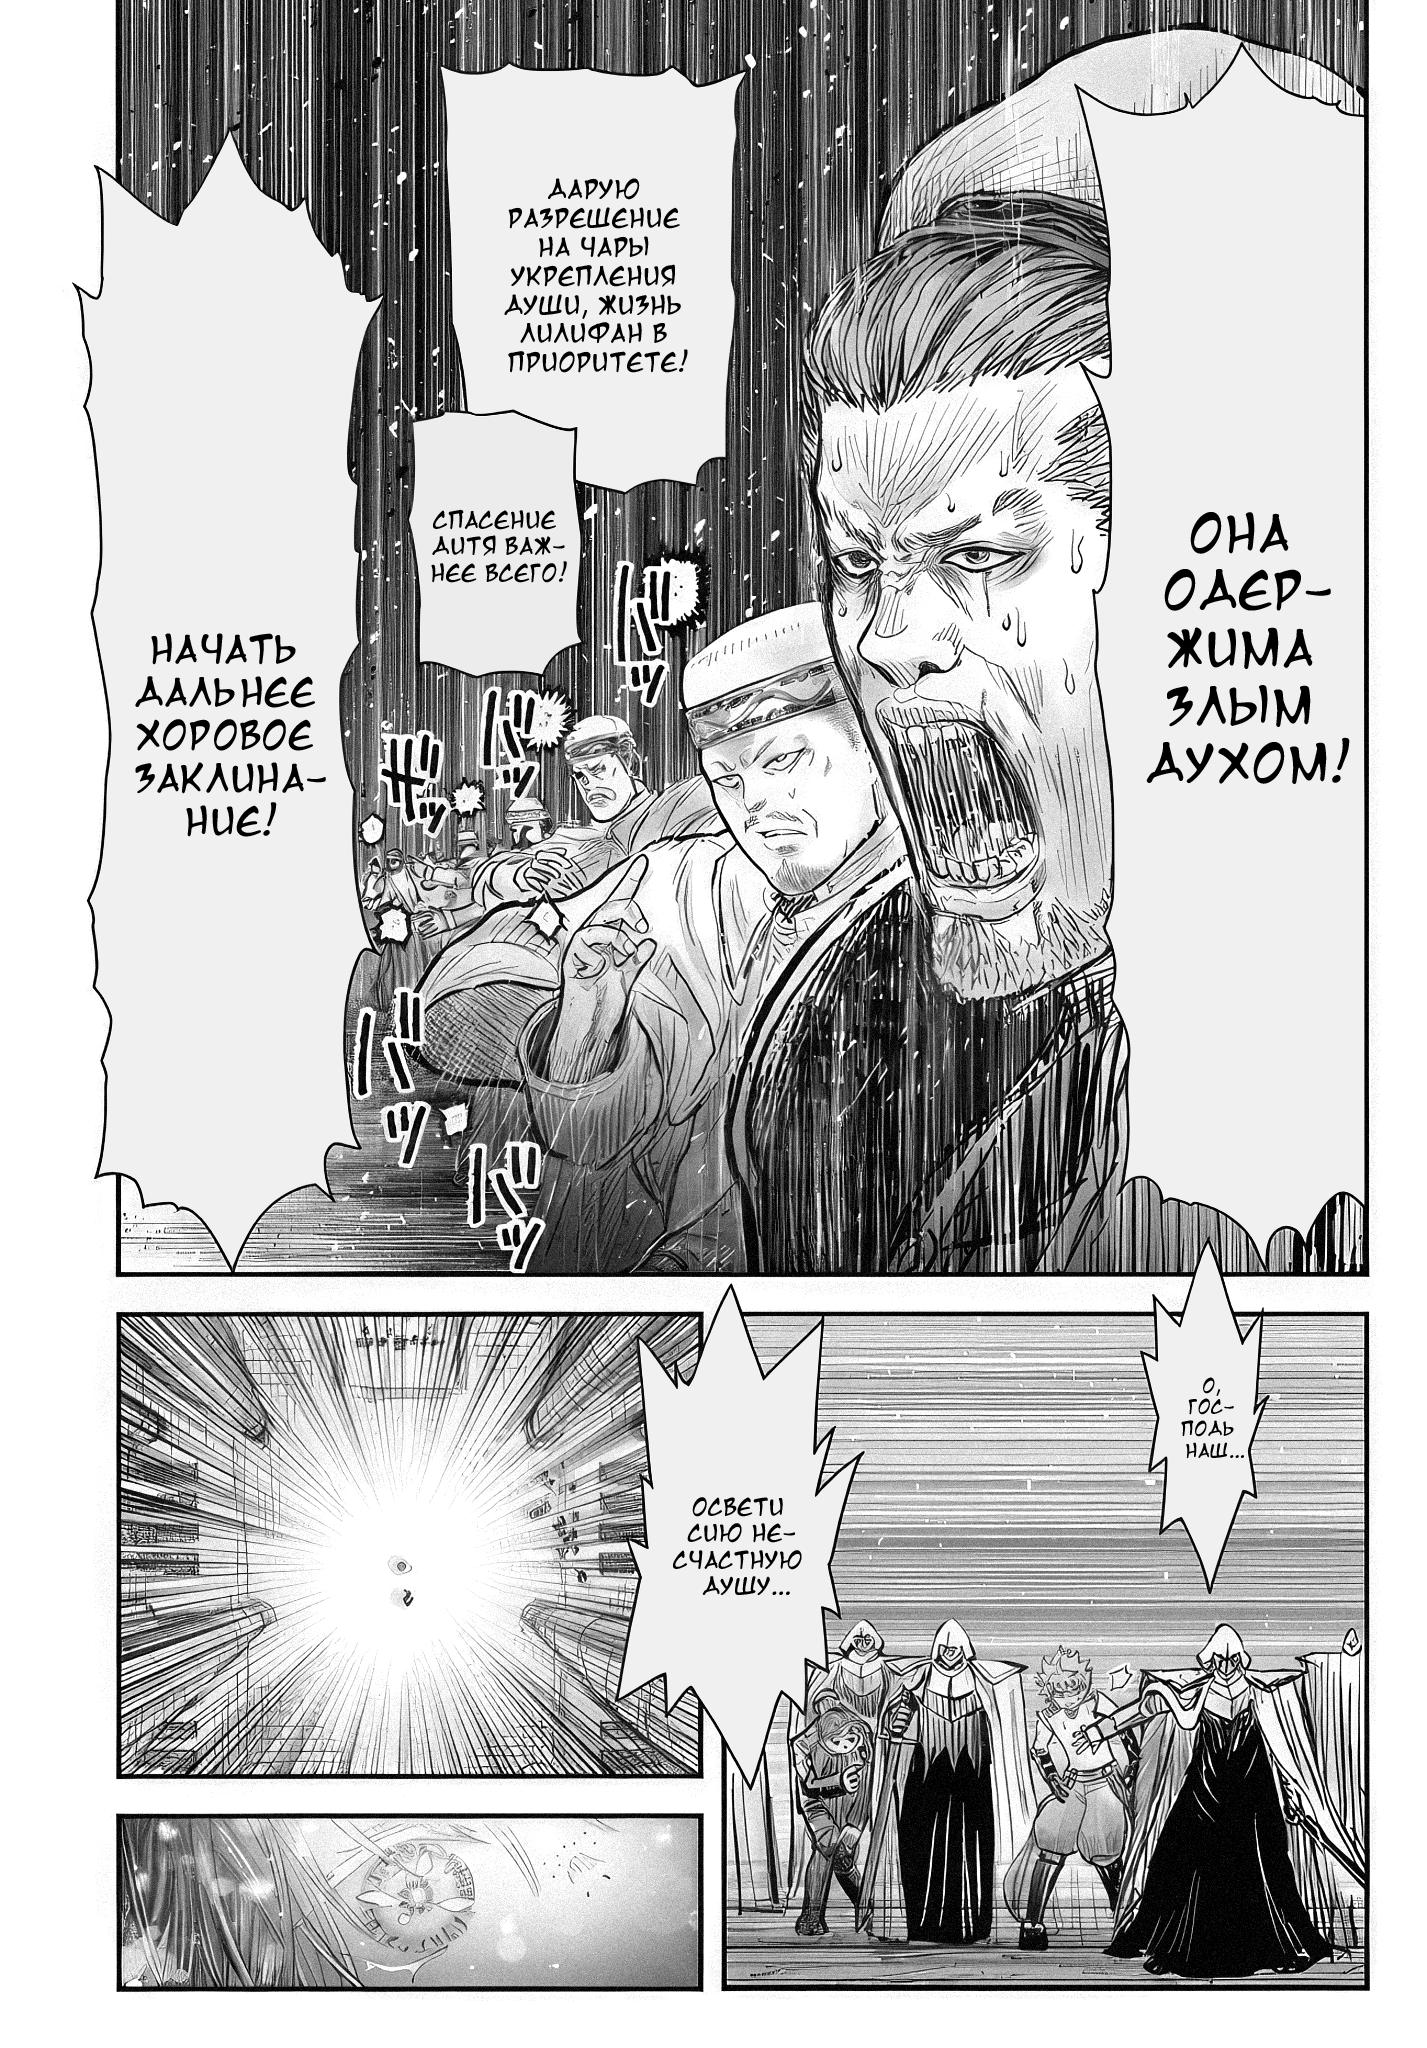 ОНА
ОДЕР-
ЖИМА
ЗЛЫМ
ДУХОМ!
ДАРУЮ
РАЗРЕШЕНИЕ
НА ЧАРЫ
УКРЕПЛЕНИЯ
ДУШИ, ЖИЗНЬ
ЛИЛИФАН В
ПРИОРИТЕТЕ!
СПАСЕНИЕ
ДИТЯ ВАЖ-
НЕЕ ВСЕГО!
НАЧАТЬ
ДАЛЬНЕЕ
ХОРОВОЕ
ЗАКЛИНА-
НИЕ!
О,
ГОС-
ПОДЬ
НАШ...
ОСВЕТИ
СИЮ НЕ-
СЧАСТНУЮ
ДУШУ...